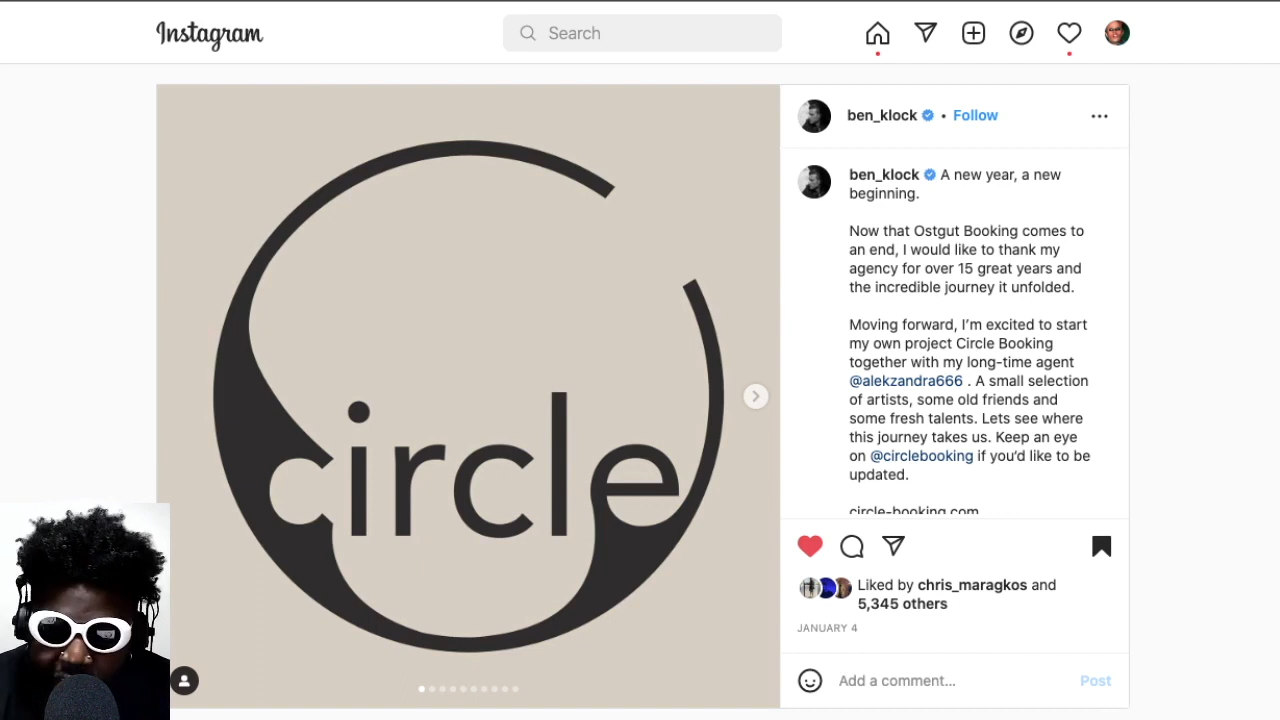 Instagram
Search
circle
ben_klock • Follow
ben_klock A new year, a new
beginning.
Now that Ostgut Booking comes to
an end, I would like to thank my
agency for over 15 great years and
the incredible journey it unfolded.
Moving forward, I'm excited to start
my own project Circle Booking
together with my long-time agent
@alekzandra666 . A small selection
of artists, some old friends and
some fresh talents. Lets see where
this journey takes us. Keep an eye
on @circlebooking if you'd like to be
updated.
circle-booking.com
Liked by chris_maragkos and
5,345 others
JANUARY 4
Add a comment...
Post